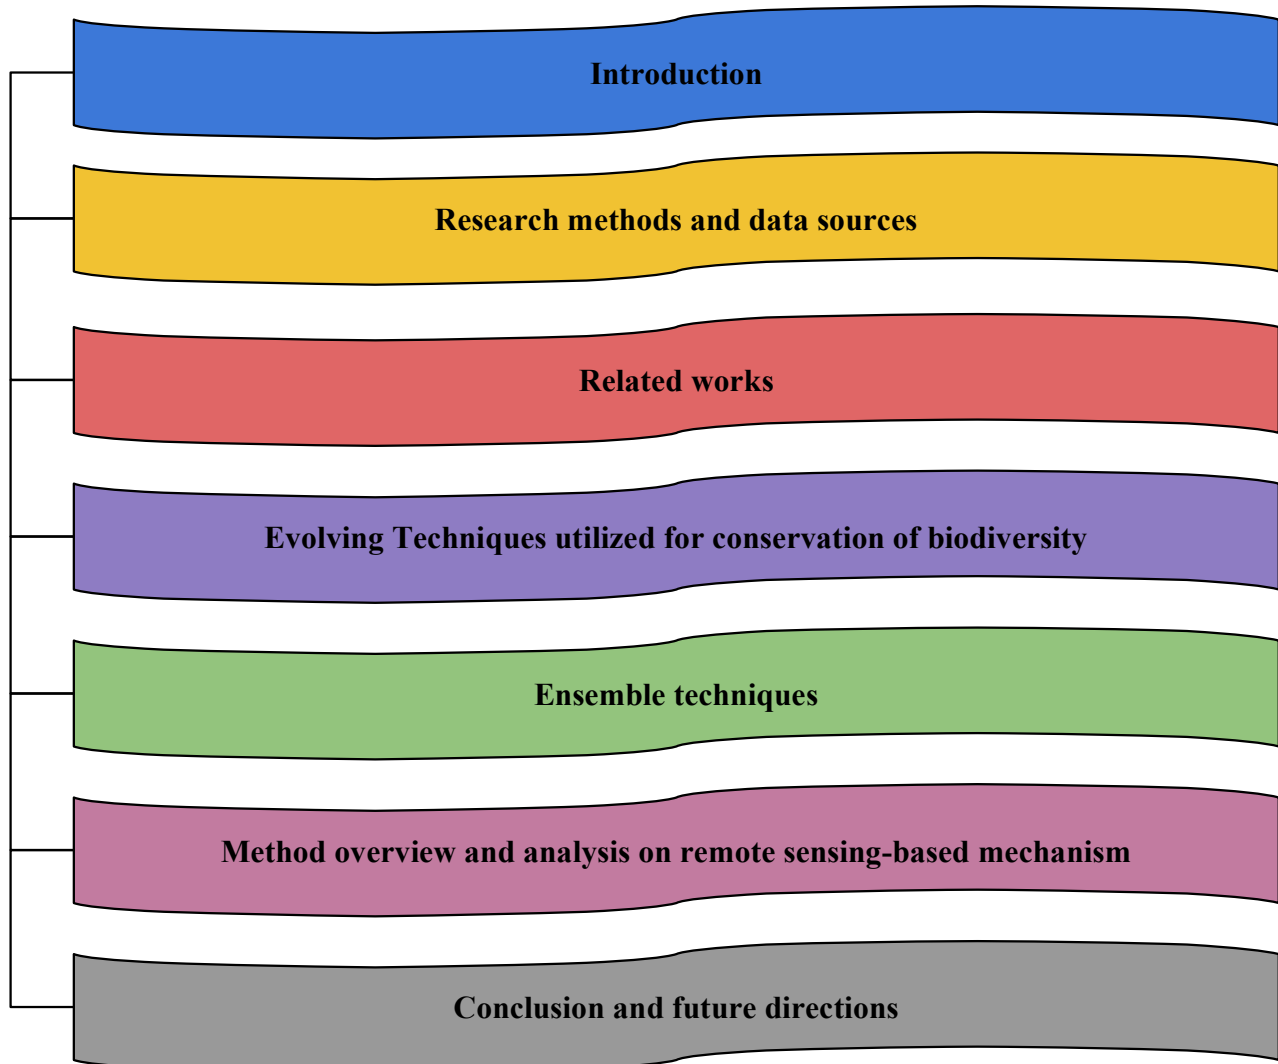 Introduction
Research methods and data sources
Related works
Evolving Techniques utilized for conservation of biodiversity
Ensemble techniques
Method overview and analysis on remote sensing-based mechanism
Conclusion and future directions